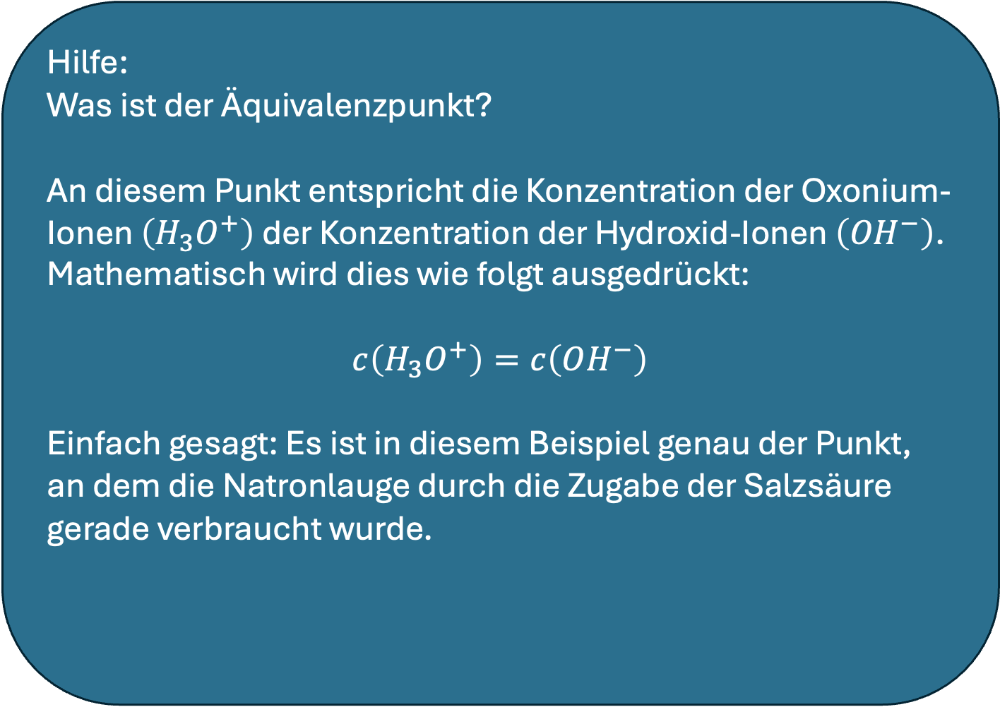 Hilfe:
Was ist der Äquivalenzpunkt?
An diesem Punkt entspricht die Konzentration der Oxonium-
Ionen (H₃O⁺) der Konzentration der Hydroxid-Ionen (OH⁻).
Mathematisch wird dies wie folgt ausgedrückt:
c(H₃O⁺) = c(OH⁻)
Einfach gesagt: Es ist in diesem Beispiel genau der Punkt,
an dem die Natronlauge durch die Zugabe der Salzsäure
gerade verbraucht wurde.